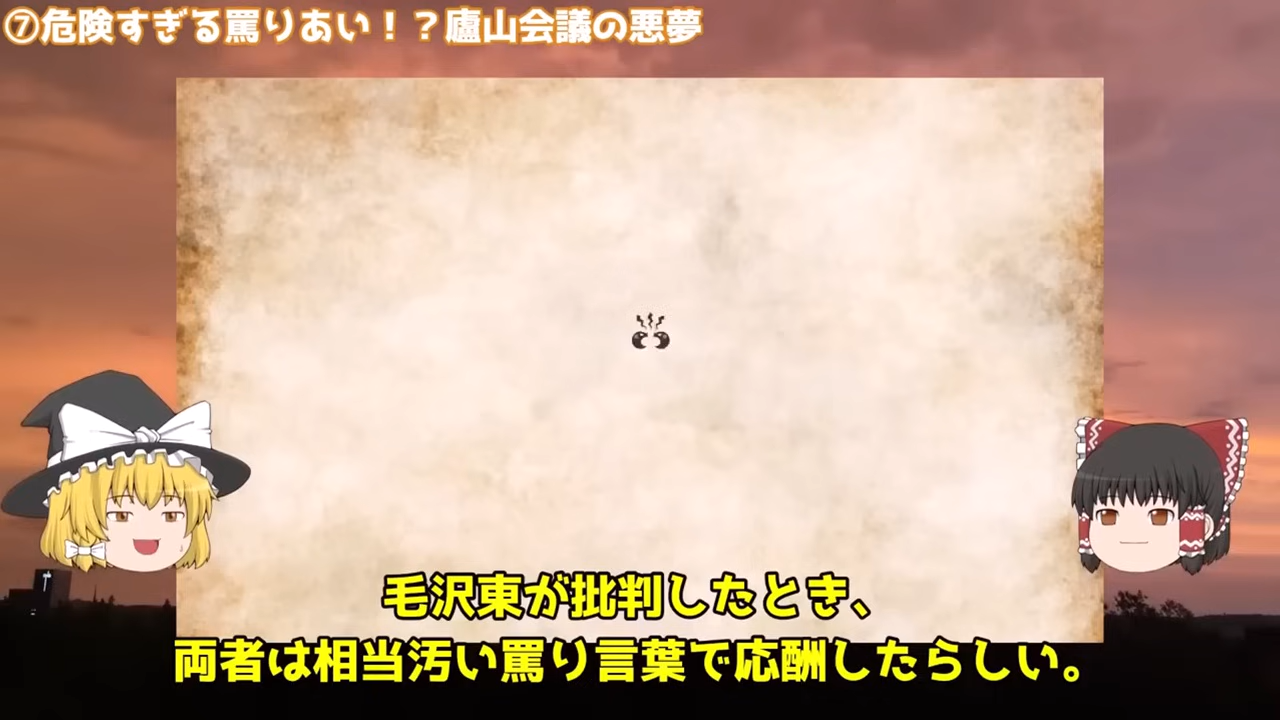 ⑦危険すぎる罵りあい！？廬山会議の悪夢
毛沢東が批判したとき、
両者は相当汚い罵り言葉で応酬したらしい。